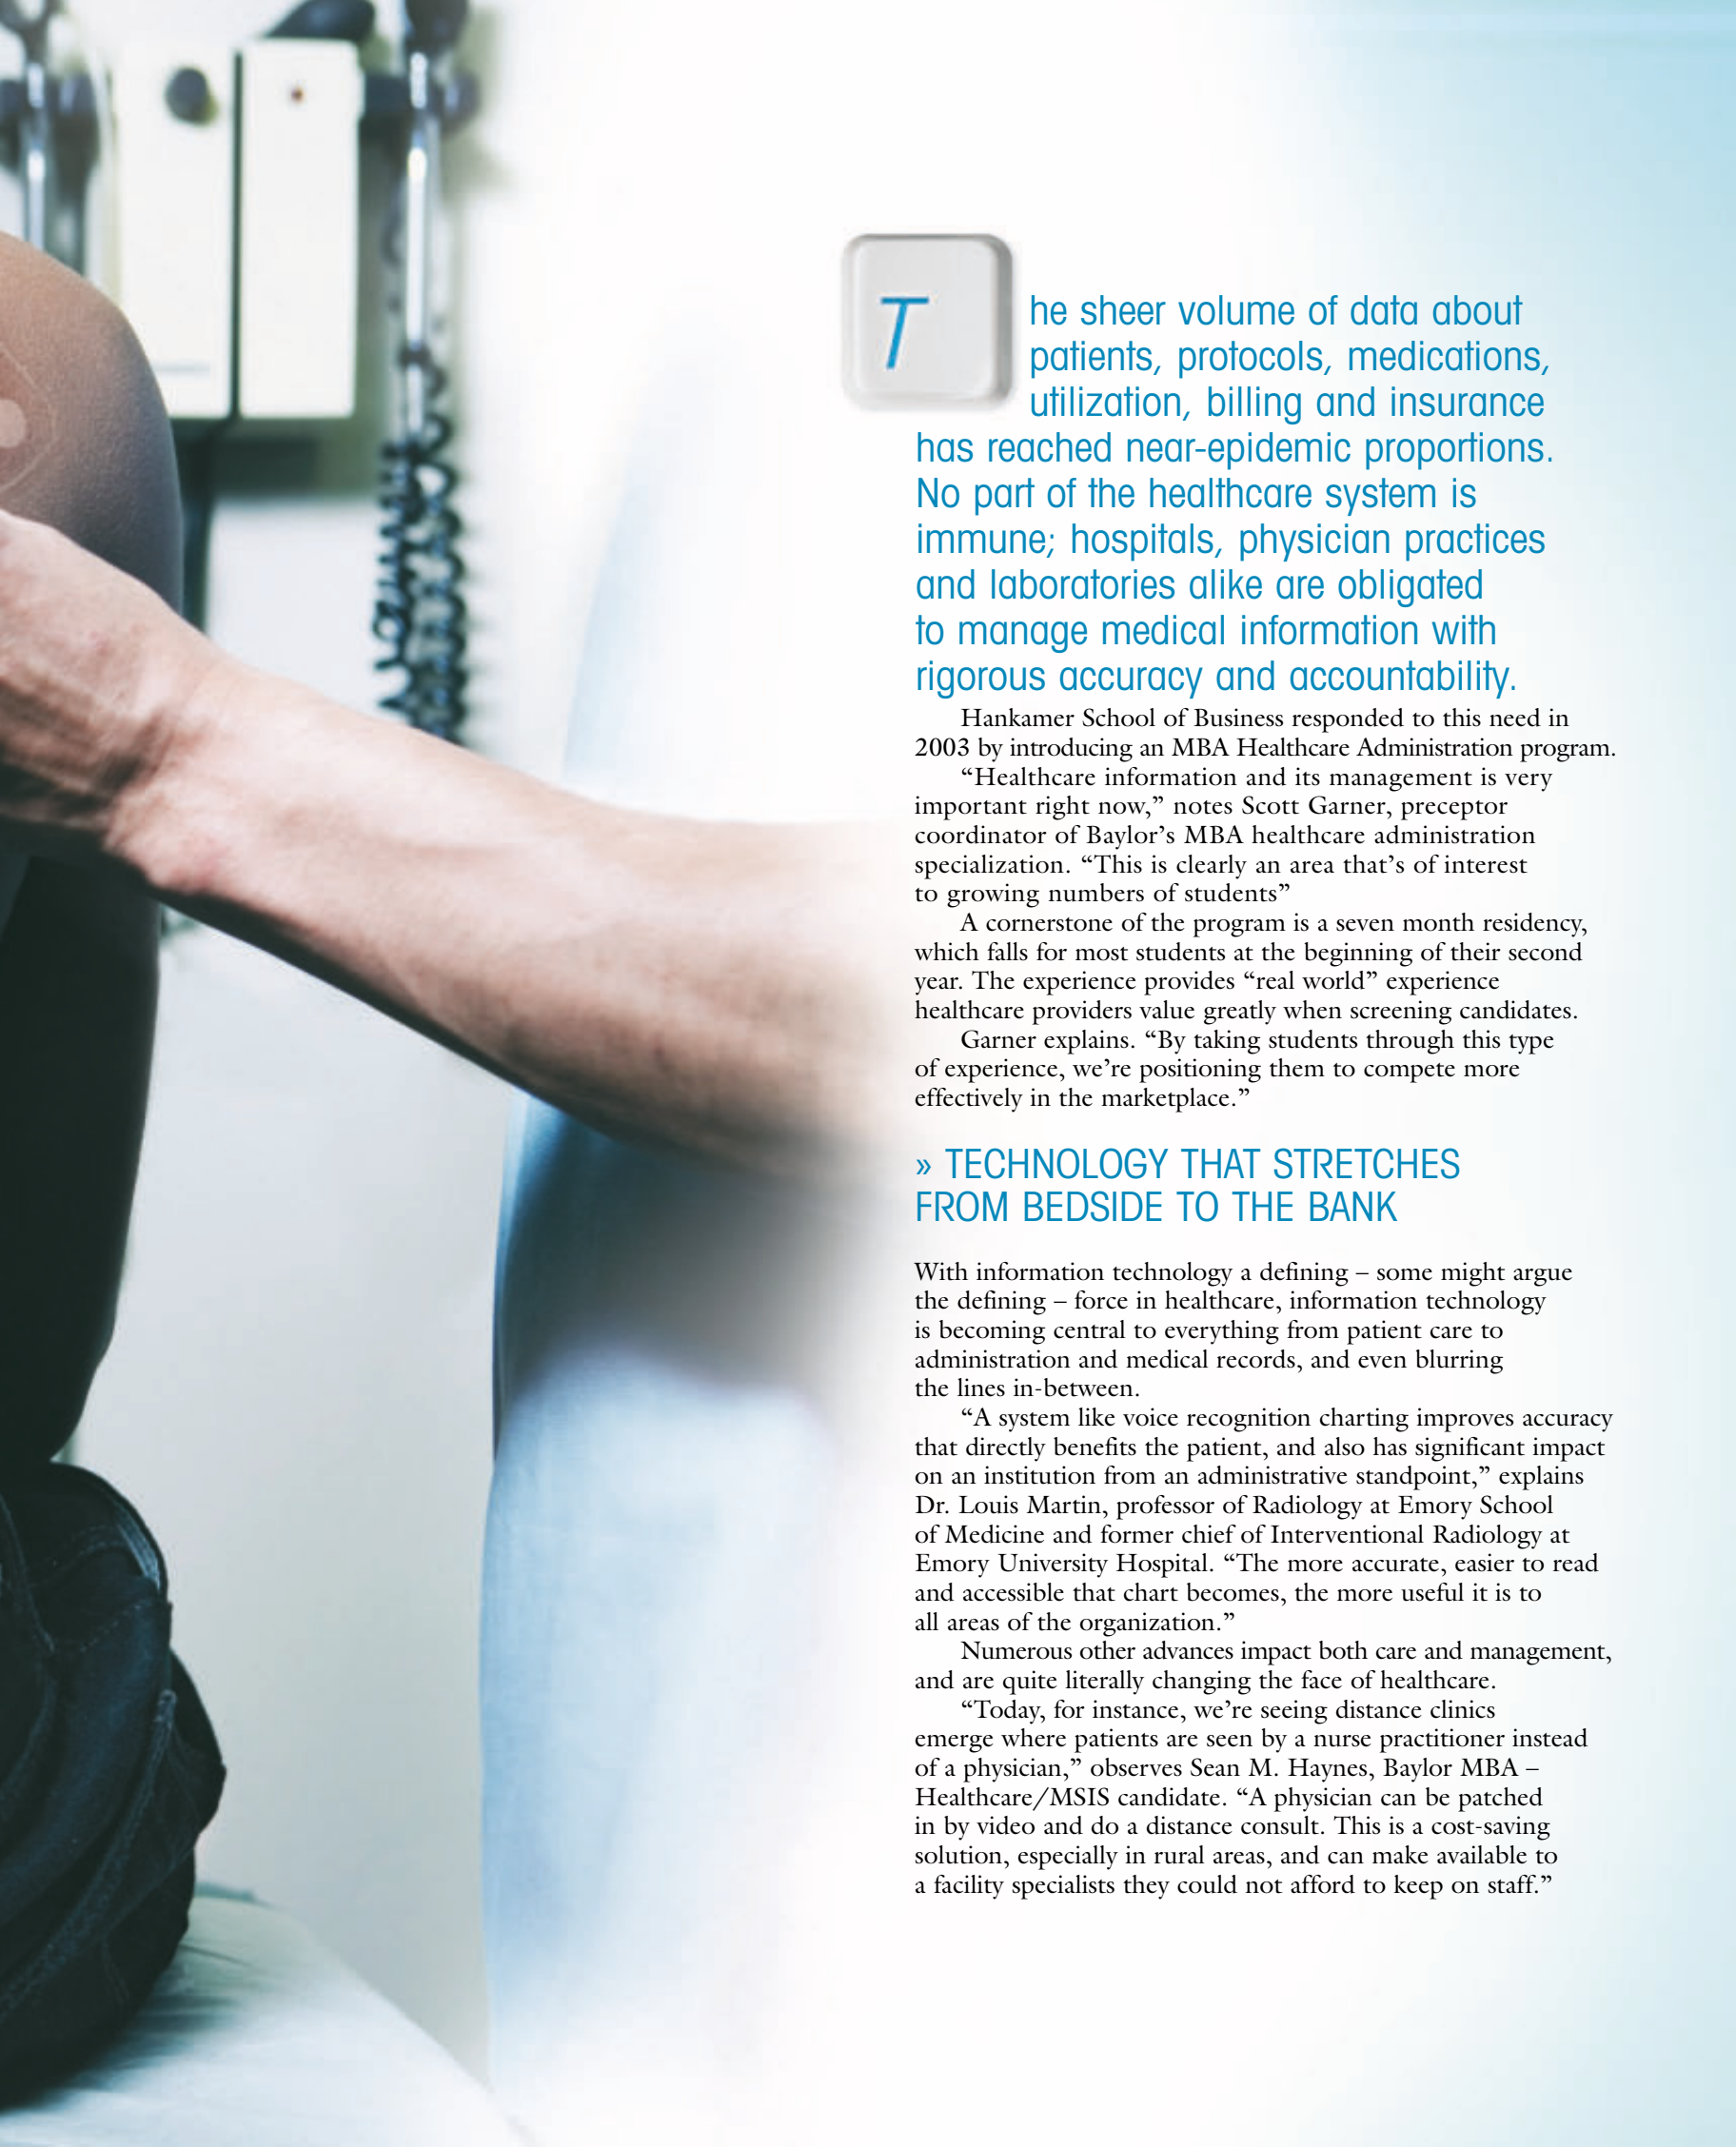 The sheer volume of data about
patients, protocols, medications,
utilization, billing and insurance
has reached near-epidemic proportions.
No part of the healthcare system is
immune; hospitals, physician practices
and laboratories alike are obligated
to manage medical information with
rigorous accuracy and accountability.
Hankamer School of Business responded to this need in
2003 by introducing an MBA Healthcare Administration program.
“Healthcare information and its management is very
important right now,” notes Scott Garner, preceptor
coordinator of Baylor’s MBA healthcare administration
specialization. “This is clearly an area that’s of interest
to growing numbers of students”
A cornerstone of the program is a seven month residency,
which falls for most students at the beginning of their second
year. The experience provides “real world” experience
healthcare providers value greatly when screening candidates.
Garner explains. “By taking students through this type
of experience, we’re positioning them to compete more
effectively in the marketplace.”
» TECHNOLOGY THAT STRETCHES
FROM BEDSIDE TO THE BANK
With information technology a defining – some might argue
the defining – force in healthcare, information technology
is becoming central to everything from patient care to
administration and medical records, and even blurring
the lines in-between.
“A system like voice recognition charting improves accuracy
that directly benefits the patient, and also has significant impact
on an institution from an administrative standpoint,” explains
Dr. Louis Martin, professor of Radiology at Emory School
of Medicine and former chief of Interventional Radiology at
Emory University Hospital. “The more accurate, easier to read
and accessible that chart becomes, the more useful it is to
all areas of the organization.”
Numerous other advances impact both care and management,
and are quite literally changing the face of healthcare.
“Today, for instance, we’re seeing distance clinics
emerge where patients are seen by a nurse practitioner instead
of a physician,” observes Sean M. Haynes, Baylor MBA –
Healthcare/MSIS candidate. “A physician can be patched
in by video and do a distance consult. This is a cost-saving
solution, especially in rural areas, and can make available to
a facility specialists they could not afford to keep on staff.”